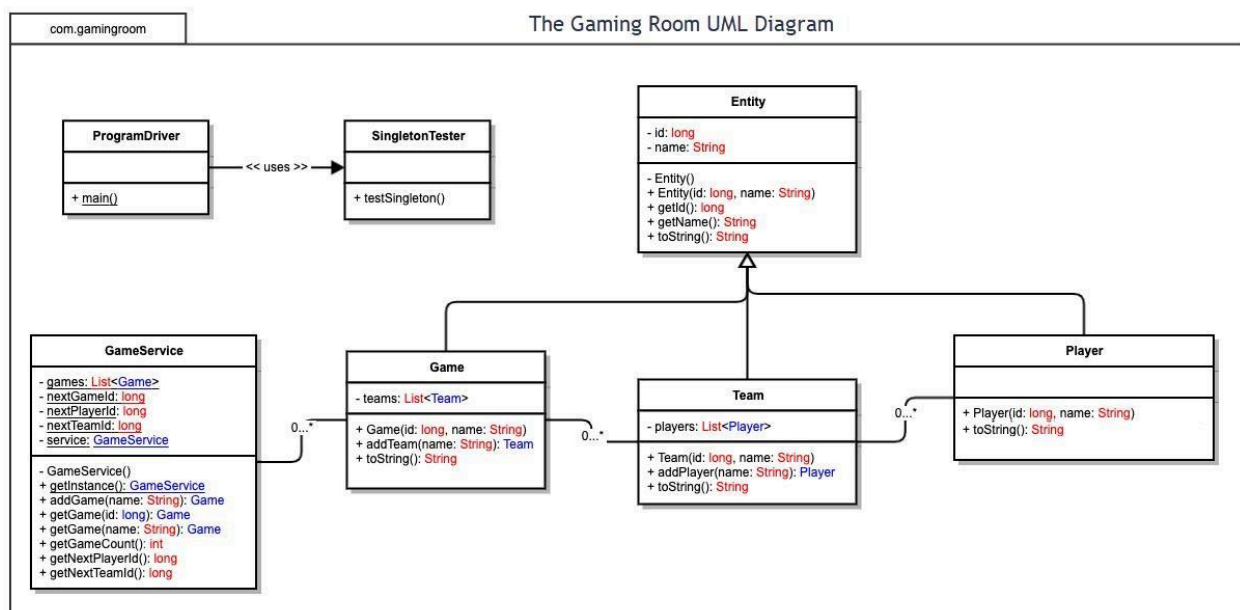 com.gamingroom
The Gaming Room UML Diagram
ProgramDriver
+ main()
<< uses >>
SingletonTester
+ testSingleton()
Entity
- id: long
- name: String
- Entity()
+ Entity(id: long, name: String)
+ getId(): long
+ getName(): String
+ toString(): String
GameService
- games: List<Game>
- nextGameId: long
- nextPlayerId: long
- nextTeamId: long
- service: GameService
- GameService()
+ getInstance(): GameService
+ addGame(name: String): Game
+ getGame(id: long): Game
+ getGame(name: String): Game
+ getGameCount(): int
+ getNextPlayerId(): long
+ getNextTeamId(): long
0...*
Game
- teams: List<Team>
+ Game(id: long, name: String)
+ addTeam(name: String): Team
+ toString(): String
0...*
Team
- players: List<Player>
+ Team(id: long, name: String)
+ addPlayer(name: String): Player
+ toString(): String
0...*
Player
+ Player(id: long, name: String)
+ toString(): String